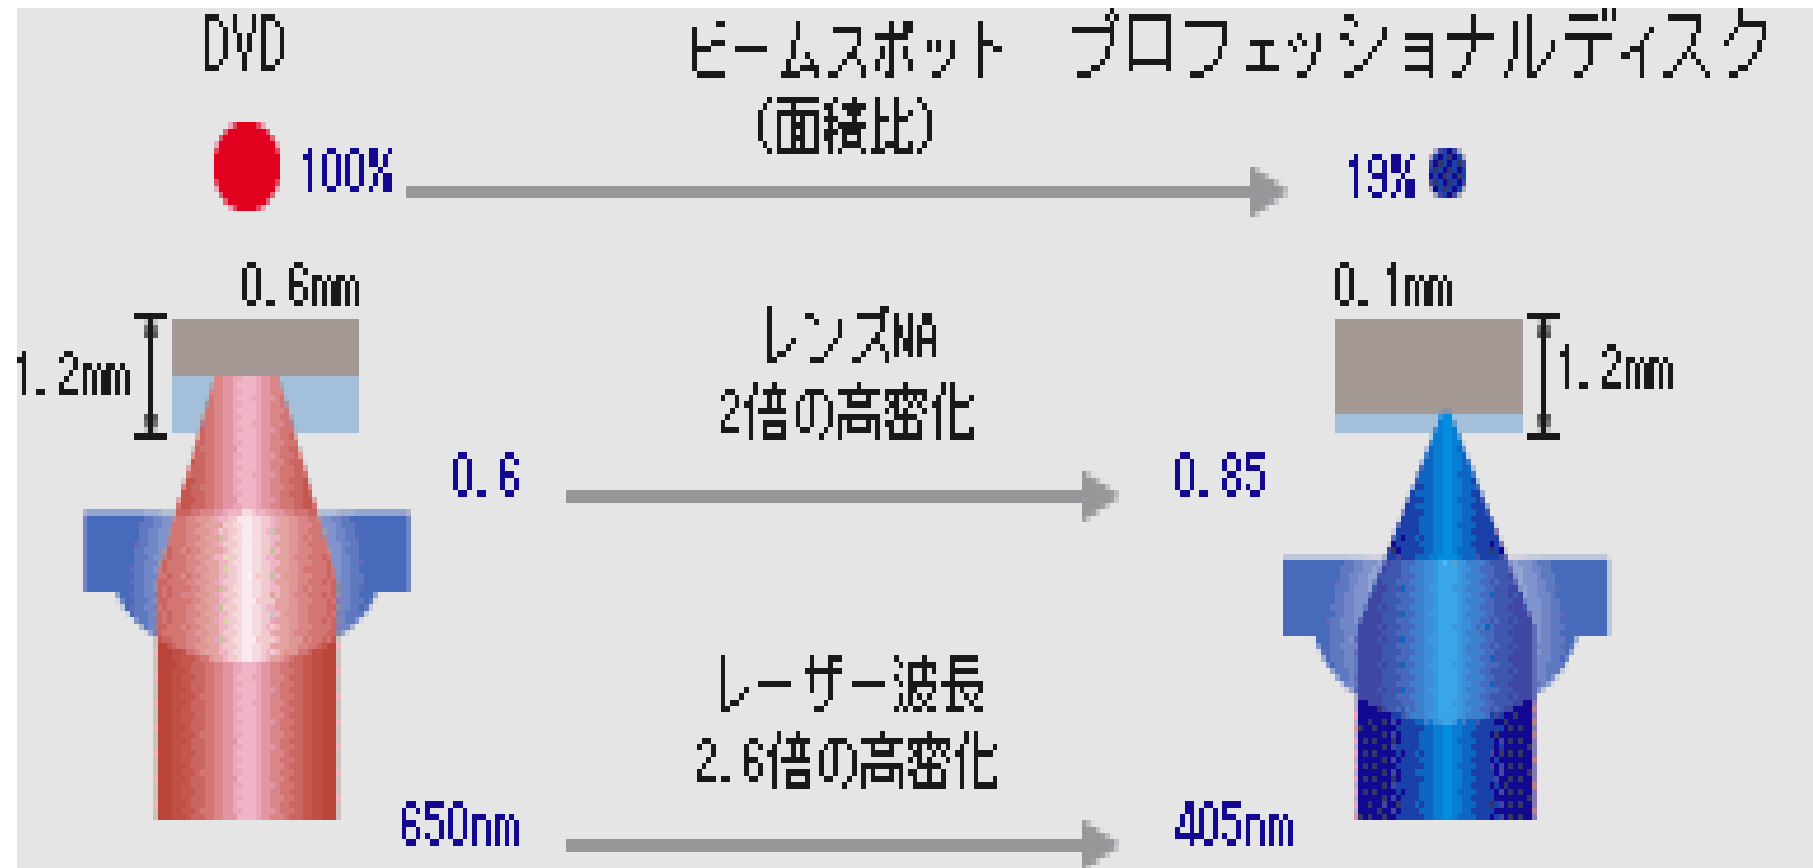 DVD
ビームスポット
(面積比)
プロフェッショナルディスク
100%
19%
0.6mm
0.1mm
1.2mm
レンズNA
2倍の高密化
1.2mm
0.6
0.85
レーザー波長
2.6倍の高密化
650nm
405nm